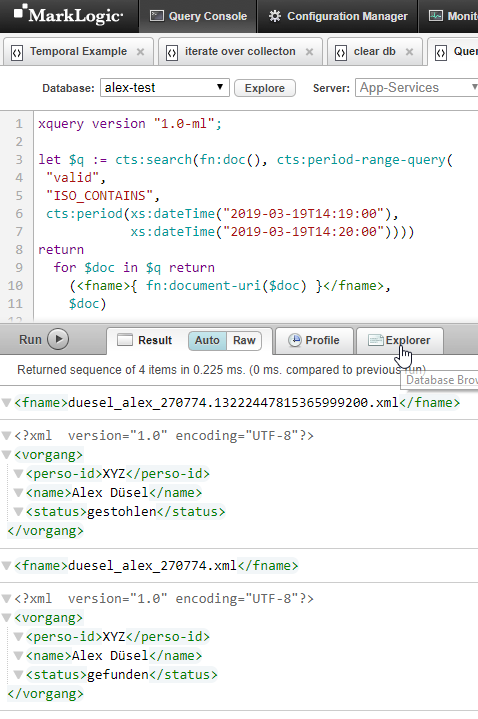 MarkLogic Query Console Configuration Manager
Temporal Example × iterate over collecton × clear db ×
Database: alex-test Explore Server: App-Services
1 xquery version "1.0-ml";
2
3 let $q := cts:search(fn:doc(), cts:period-range-query(
4 "valid",
5 "ISO_CONTAINS",
6 cts:period(xs:dateTime("2019-03-19T14:19:00"),
7 xs:dateTime("2019-03-19T14:20:00"))))
8 return
9 for $doc in $q return
10 (<fname>{ fn:document-uri($doc) }</fname>,
11 $doc)
Run Result Auto Raw Profile Explorer
Returned sequence of 4 items in 0.225 ms. (0 ms. compared to previous run)
Database
<fname>duesel_alex_270774.13222447815365999200.xml</fname>
<?xml version="1.0" encoding="UTF-8"?>
<vorgang>
<perso-id>XYZ</perso-id>
<name>Alex Düsel</name>
<status>gestohlen</status>
</vorgang>
<fname>duesel_alex_270774.xml</fname>
<?xml version="1.0" encoding="UTF-8"?>
<vorgang>
<perso-id>XYZ</perso-id>
<name>Alex Düsel</name>
<status>gefunden</status>
</vorgang>